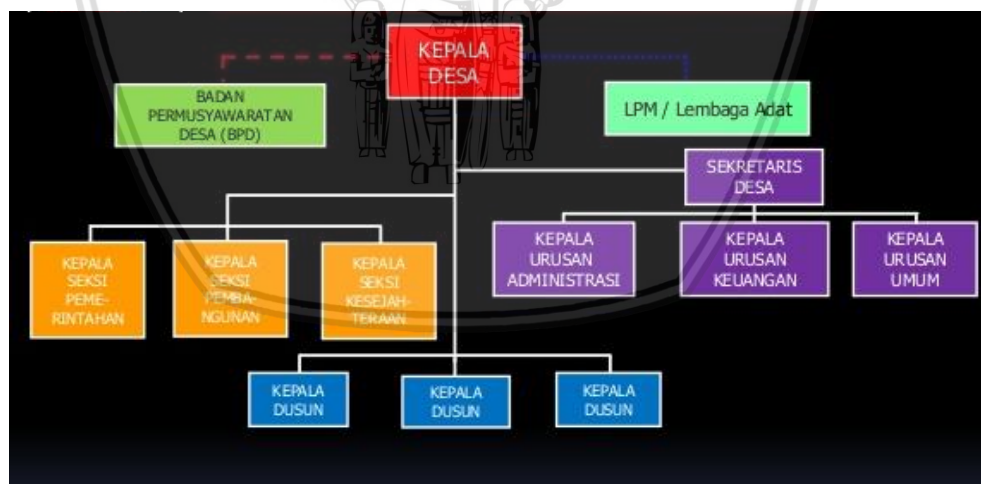 KEPALA
DESA
BADAN
PERMUSYAWARATAN
DESA (BPD)
LPM / Lembaga Adat
SEKRETARIS
DESA
KEPALA
URUSAN
ADMINISTRASI
KEPALA
URUSAN
KEUANGAN
KEPALA
URUSAN
UMUM
KEPALA
SEKSI
PEME-
RINTAHAN
KEPALA
SEKSI
PEMBA-
NGUNAN
KEPALA
SEKSI
KESEJAH-
TERAAN
KEPALA
DUSUN
KEPALA
DUSUN
KEPALA
DUSUN